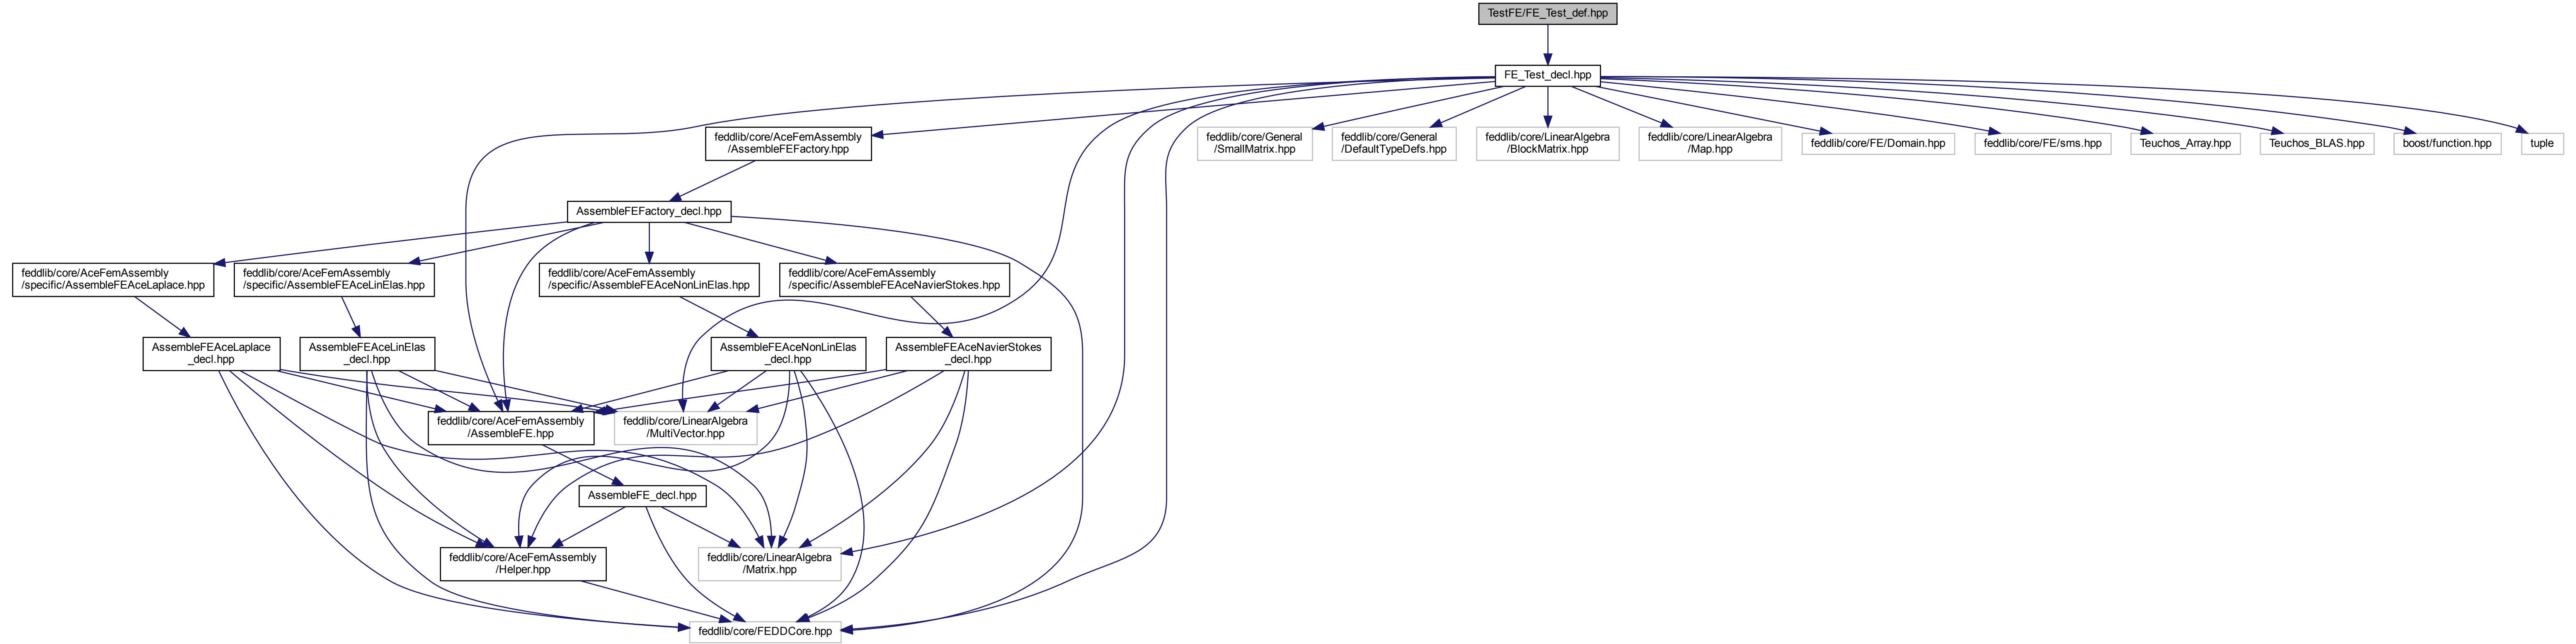 TestFE/FE_Test_def.hpp
FE_Test_decl.hpp
feddlib/core/AceFemAssembly
/AssembleFEFactory.hpp
feddlib/core/General
/SmallMatrix.hpp
feddlib/core/General
/DefaultTypeDefs.hpp
feddlib/core/LinearAlgebra
/BlockMatrix.hpp
feddlib/core/LinearAlgebra
/Map.hpp
feddlib/core/FE/Domain.hpp
feddlib/core/FE/sms.hpp
Teuchos_Array.hpp
Teuchos_BLAS.hpp
boost/function.hpp
tuple
AssembleFEFactory_decl.hpp
feddlib/core/AceFemAssembly
/specific/AssembleFEAceLaplace.hpp
feddlib/core/AceFemAssembly
/specific/AssembleFEAceLinElas.hpp
feddlib/core/AceFemAssembly
/specific/AssembleFEAceNonLinElas.hpp
feddlib/core/AceFemAssembly
/specific/AssembleFEAceNavierStokes.hpp
AssembleFEAceLaplace
_decl.hpp
AssembleFEAceLinElas
_decl.hpp
AssembleFEAceNonLinElas
_decl.hpp
AssembleFEAceNavierStokes
_decl.hpp
feddlib/core/AceFemAssembly
/AssembleFE.hpp
feddlib/core/LinearAlgebra
/MultiVector.hpp
AssembleFE_decl.hpp
feddlib/core/AceFemAssembly
/Helper.hpp
feddlib/core/LinearAlgebra
/Matrix.hpp
feddlib/core/FEDDCore.hpp